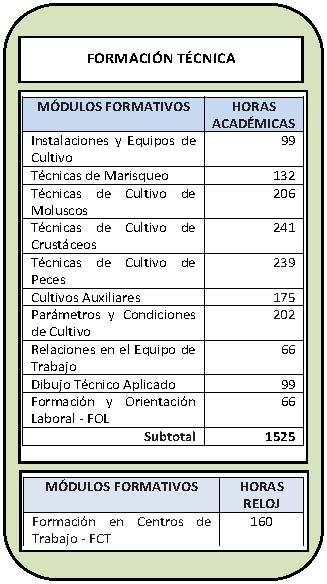 FORMACIÓN TÉCNICA
MÓDULOS FORMATIVOS HORAS
ACADÉMICAS
Instalaciones y Equipos de 99
Cultivo
Técnicas de Marisqueo 132
Técnicas de Cultivo de 206
Moluscos
Técnicas de Cultivo de 241
Crustáceos
Técnicas de Cultivo de 239
Peces
Cultivos Auxiliares 175
Parámetros y Condiciones 202
de Cultivo
Relaciones en el Equipo de 66
Trabajo
Dibujo Técnico Aplicado 99
Formación y Orientación 66
Laboral - FOL
Subtotal 1525
MÓDULOS FORMATIVOS HORAS
RELOJ
Formación en Centros de 160
Trabajo - FCT